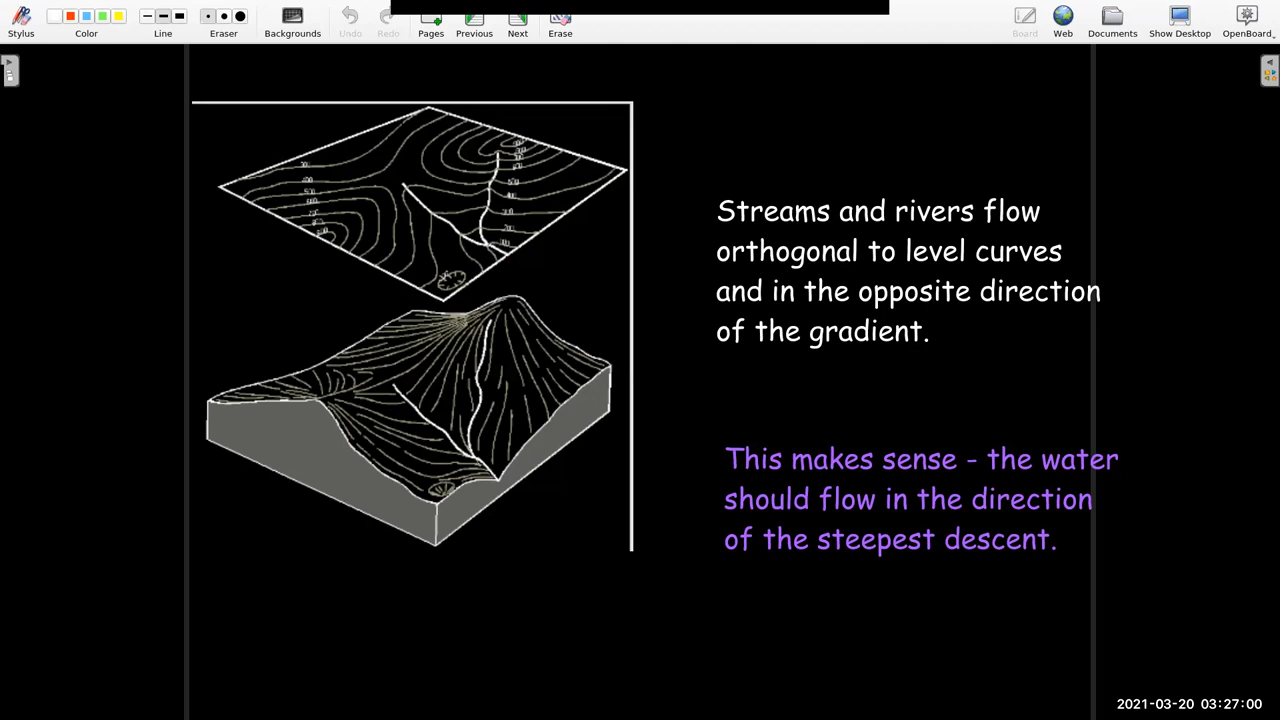 Stylus Color Line Eraser Backgrounds Undo Redo Pages Previous Next Erase Board Web Documents Show Desktop OpenBoard
Streams and rivers flow
orthogonal to level curves
and in the opposite direction
of the gradient.
This makes sense - the water
should flow in the direction
of the steepest descent.
2021-03-20 03:27:00